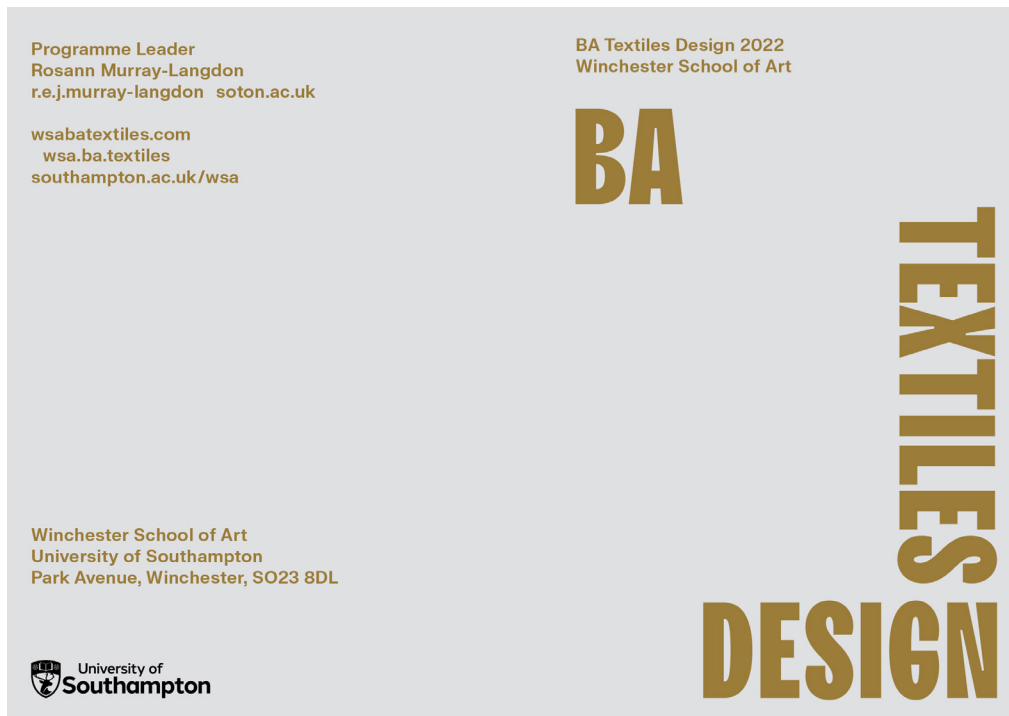 Programme Leader
Rosann Murray-Langdon
r.e.j.murray-langdon soton.ac.uk
wsabatextiles.com
wsa.ba.textiles
southampton.ac.uk/wsa
Winchester School of Art
University of Southampton
Park Avenue, Winchester, SO23 8DL
University of
Southampton
BA Textiles Design 2022
Winchester School of Art
BA
TEXTILES
DESIGN